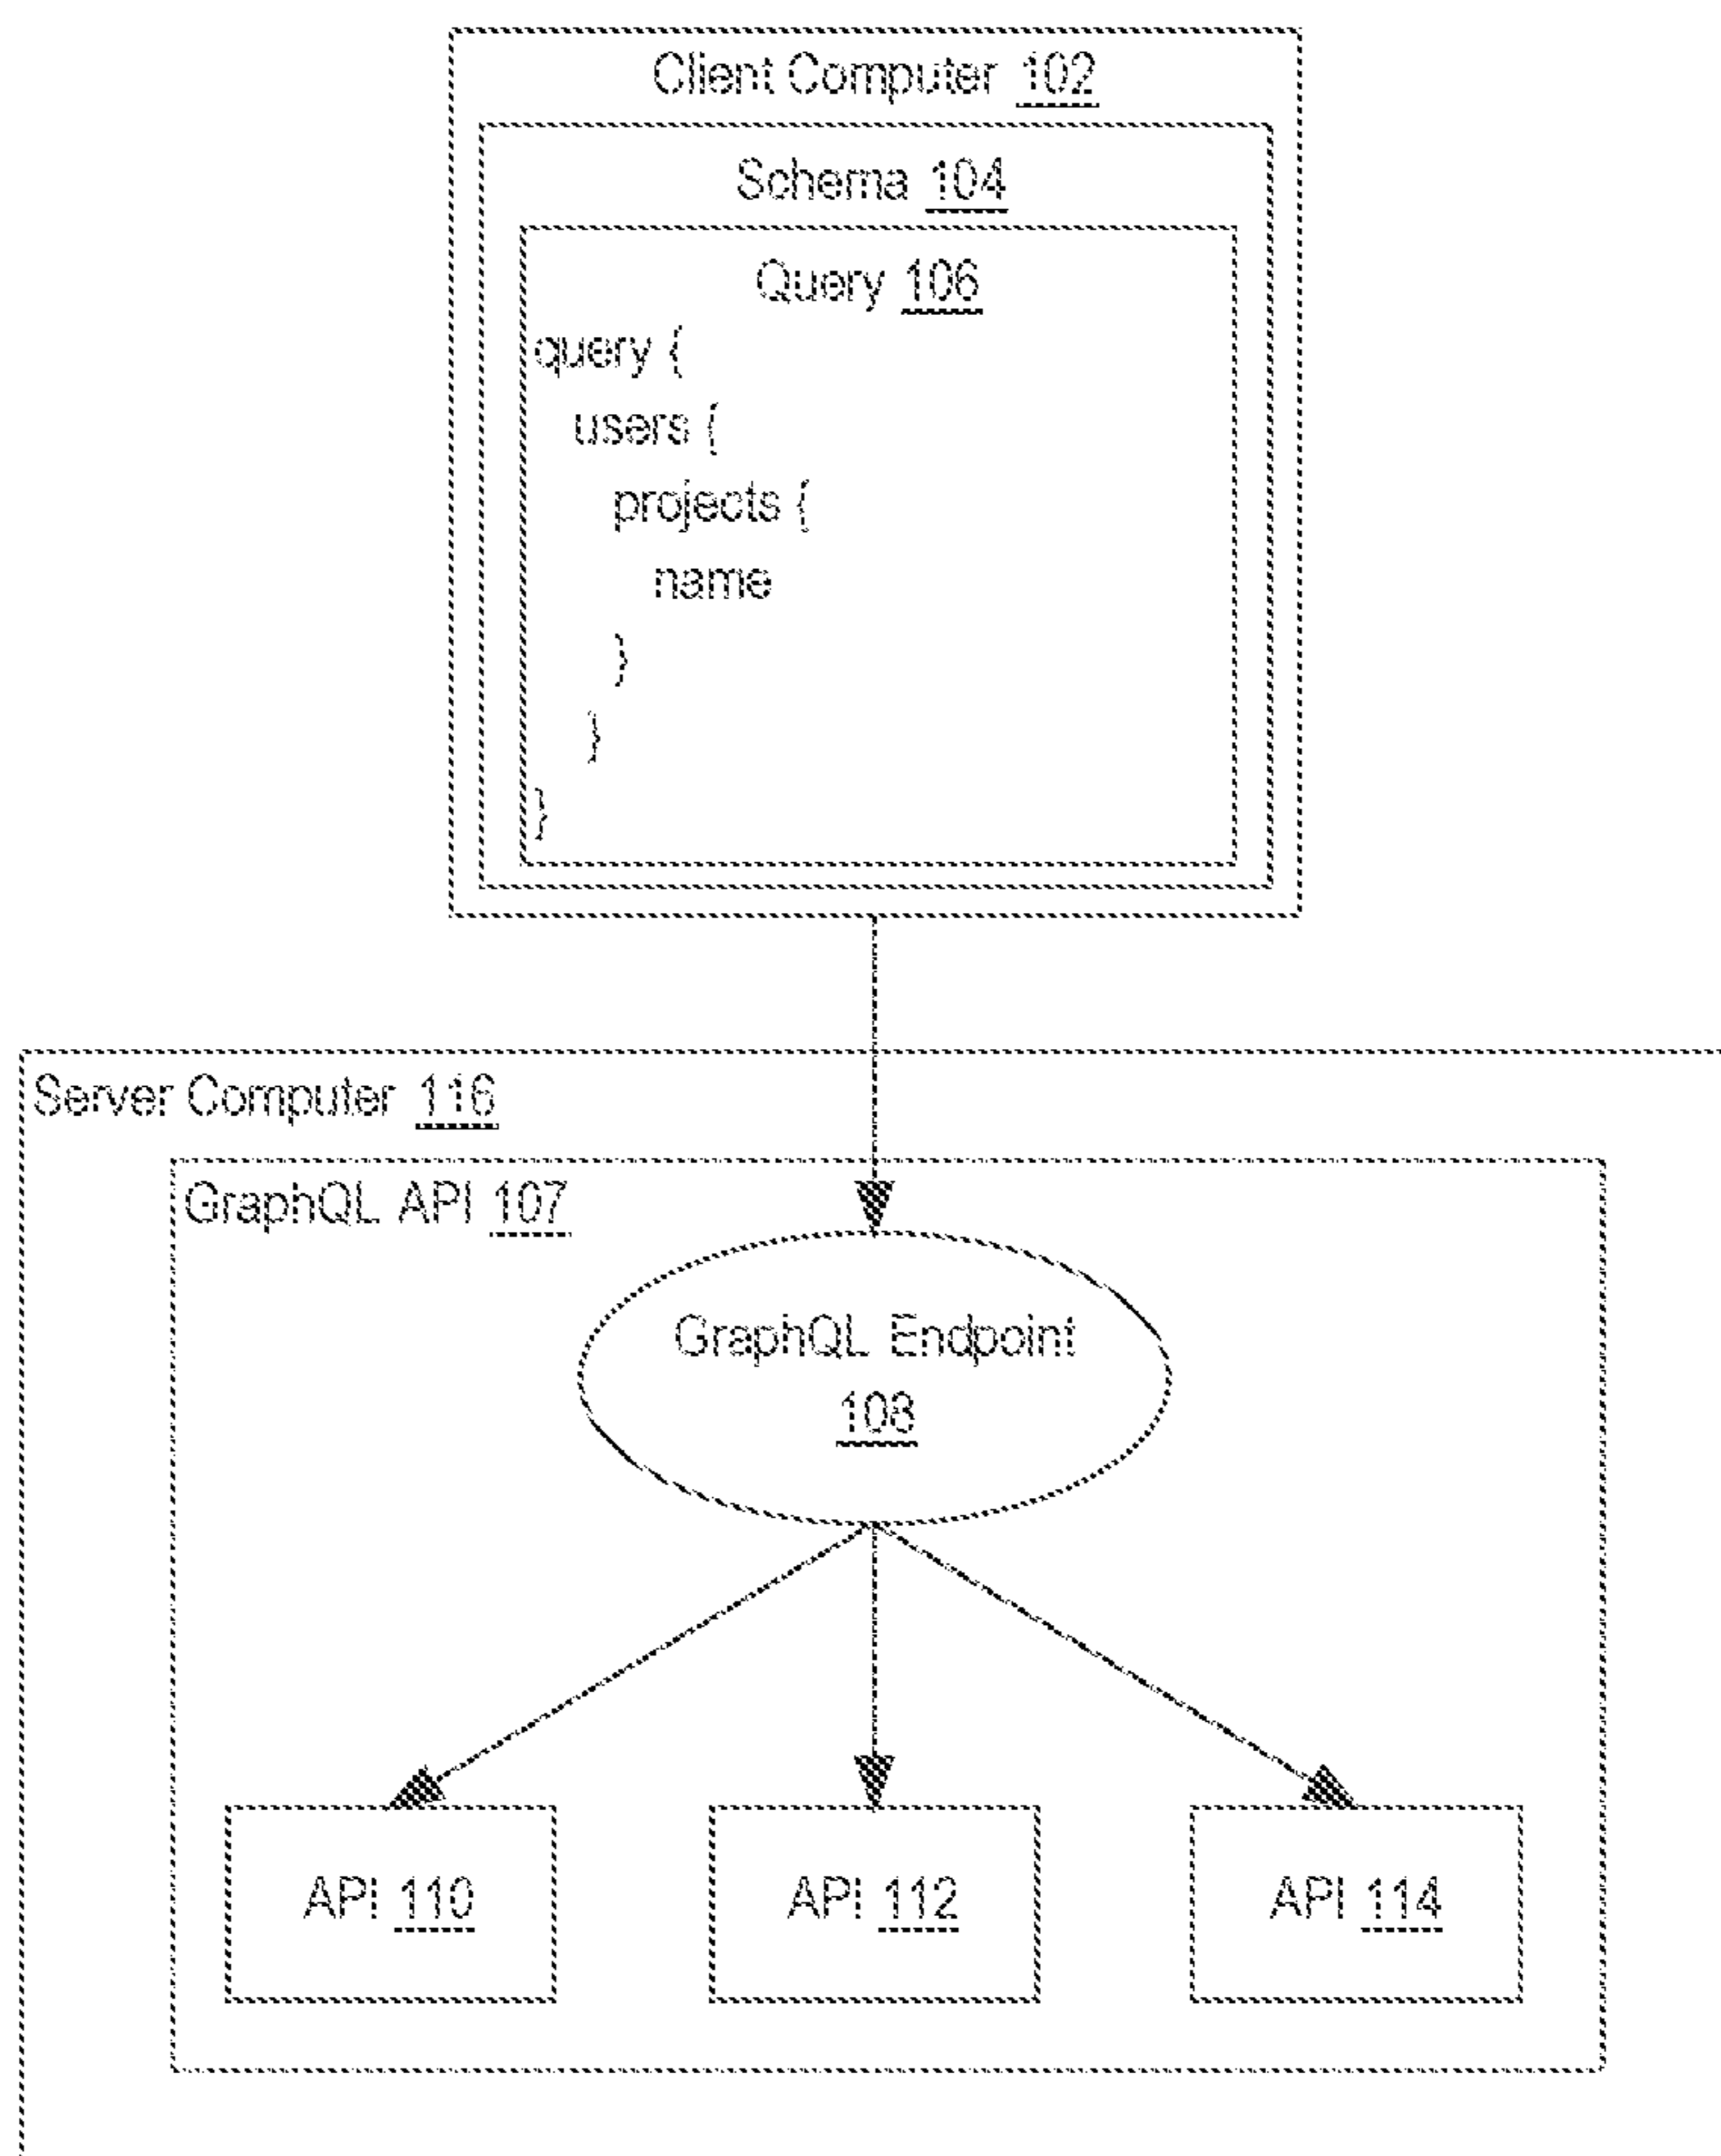 Client Computer 102
Schema 104
Query 106
query {
users {
projects {
name
}
}
}
Server Computer 116
GraphQL API 107
GraphQL Endpoint
108
API 110
API 112
API 114